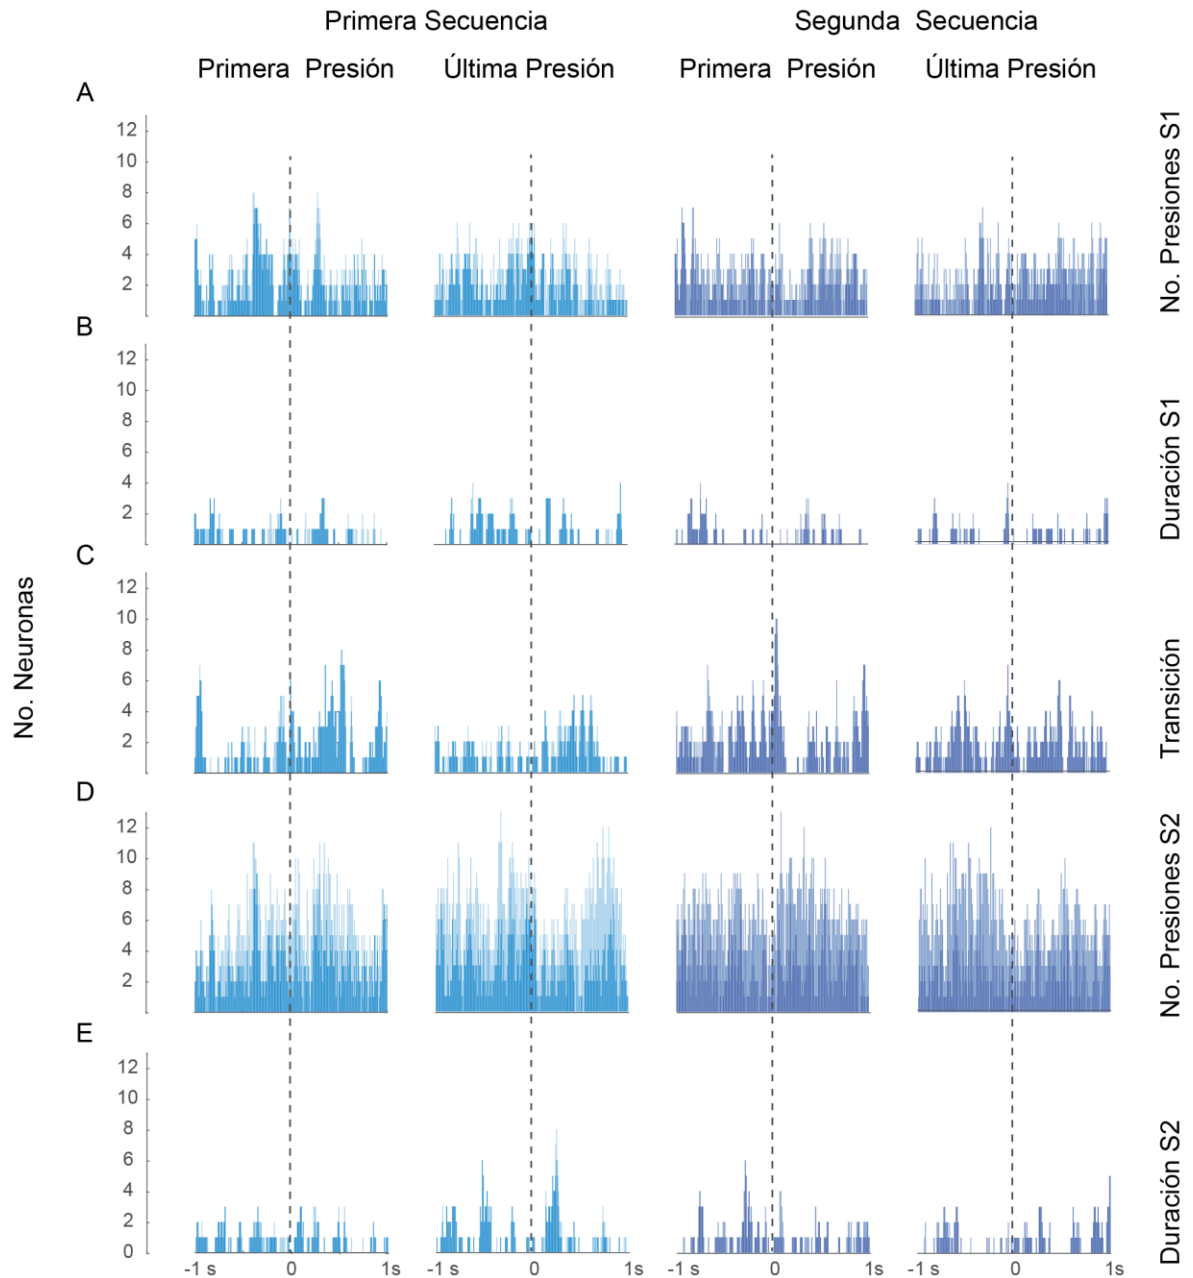 Primera Secuencia
Segunda Secuencia
Primera Presión
Última Presión
Primera Presión
Última Presión
A
12
10
8
6
4
2
No. Presiones S1
B
12
10
8
6
4
2
Duración S1
C
12
10
8
6
4
2
Transición
No. Neuronas
D
12
10
8
6
4
2
No. Presiones S2
E
12
10
8
6
4
2
0
Duración S2
-1 s 0 1s
-1 s 0 1s
-1 s 0 1s
-1 s 0 1s